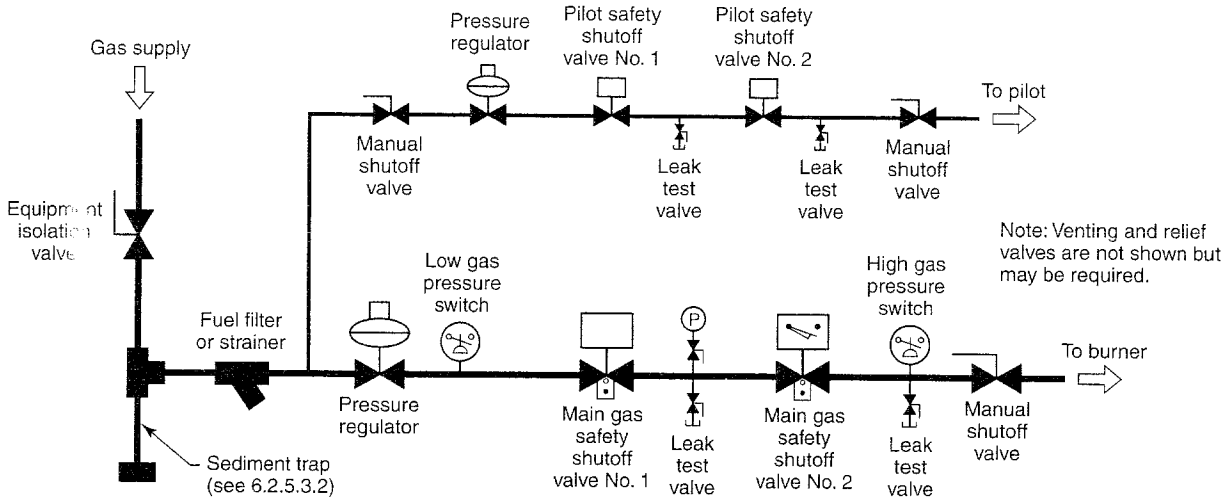 Gas supply
Pressure
regulator
Pilot safety
shutoff
valve No. 1
Pilot safety
shutoff
valve No. 2
To pilot
Manual
shutoff
valve
Leak
test
valve
Leak
test
valve
Manual
shutoff
valve
Equipment
isolation
valve
Note: Venting and relief
valves are not shown but
may be required.
Low gas
pressure
switch
High gas
pressure
switch
Fuel filter
or strainer
P
To burner
Pressure
regulator
Main gas
safety
shutoff
valve No. 1
Leak
test
valve
Main gas
safety
shutoff
valve No. 2
Leak
test
valve
Manual
shutoff
valve
Sediment trap
(see 6.2.5.3.2)